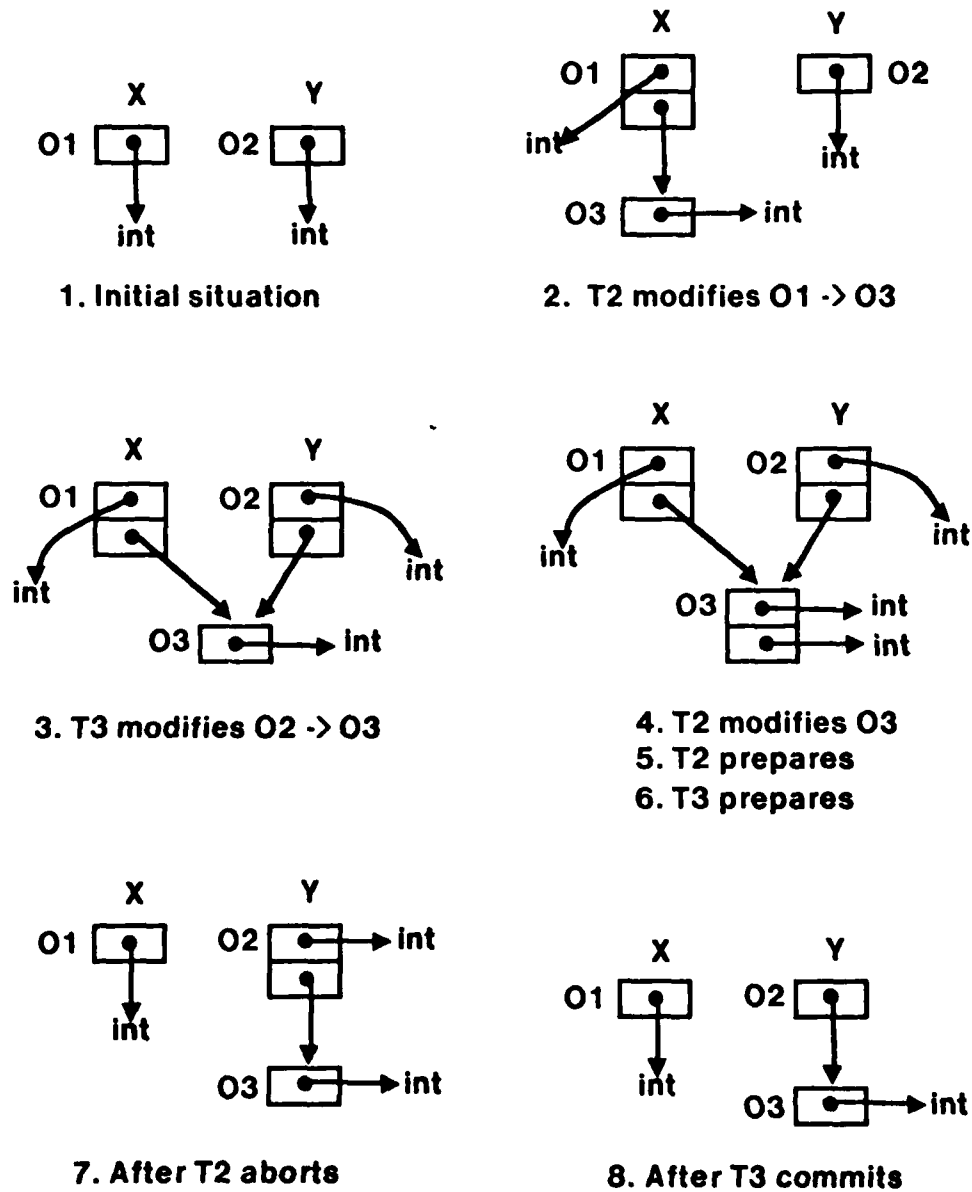 X Y
O1 O2
int int
1. Initial situation
X Y
O1 O2
int int
O3 int
2. T2 modifies O1 -> O3
X Y
O1 O2
int int
O3 int
3. T3 modifies O2 -> O3
X Y
O1 O2
int int
O3 int
int
4. T2 modifies O3
5. T2 prepares
6. T3 prepares
X Y
O1 O2 int
int
O3 int
7. After T2 aborts
X Y
O1 O2
int
O3 int
8. After T3 commits